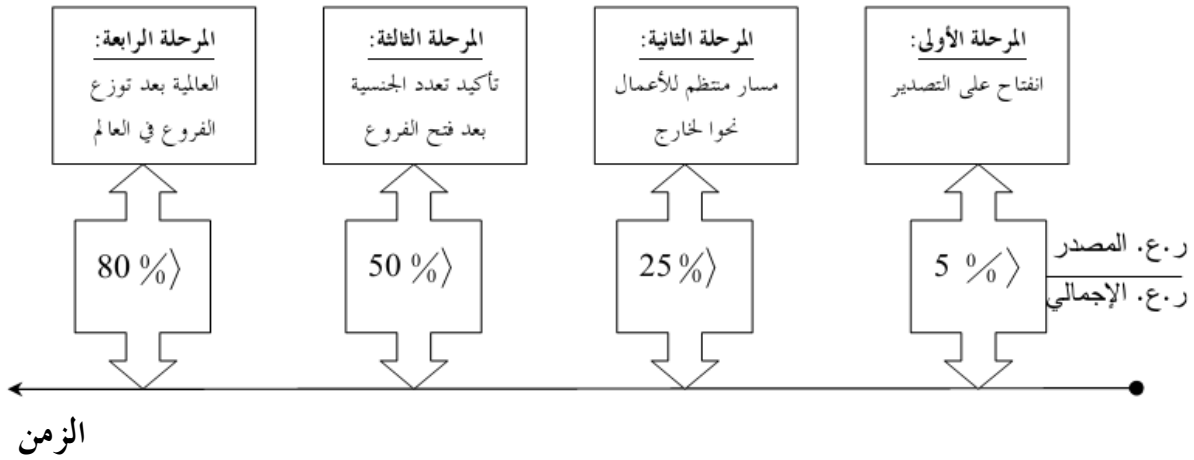 المرحلة الأولى:
انفتاح على التصدير
المرحلة الثانية:
مسار منتظم للأعمال
نحوا لخارج
المرحلة الثالثة:
تأكيد تعدد الجنسية
بعد فتح الفروع
المرحلة الرابعة:
العالمية بعد توزع
الفروع في العالم
ر.ع. المصدر
ر.ع. الإجمالي
5 %〉
25 %〉
50 %〉
80 %〉
الزمن